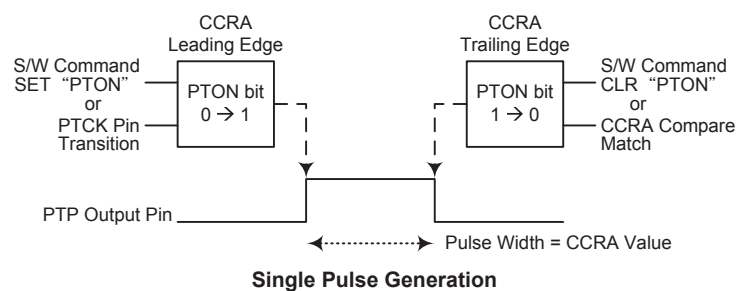 CCRA
Leading Edge
S/W Command
SET “PTON”
or
PTCK Pin
Transition
PTON bit
0 → 1
CCRA
Trailing Edge
PTON bit
1 → 0
S/W Command
CLR “PTON”
or
CCRA Compare
Match
PTP Output Pin
Pulse Width = CCRA Value
Single Pulse Generation